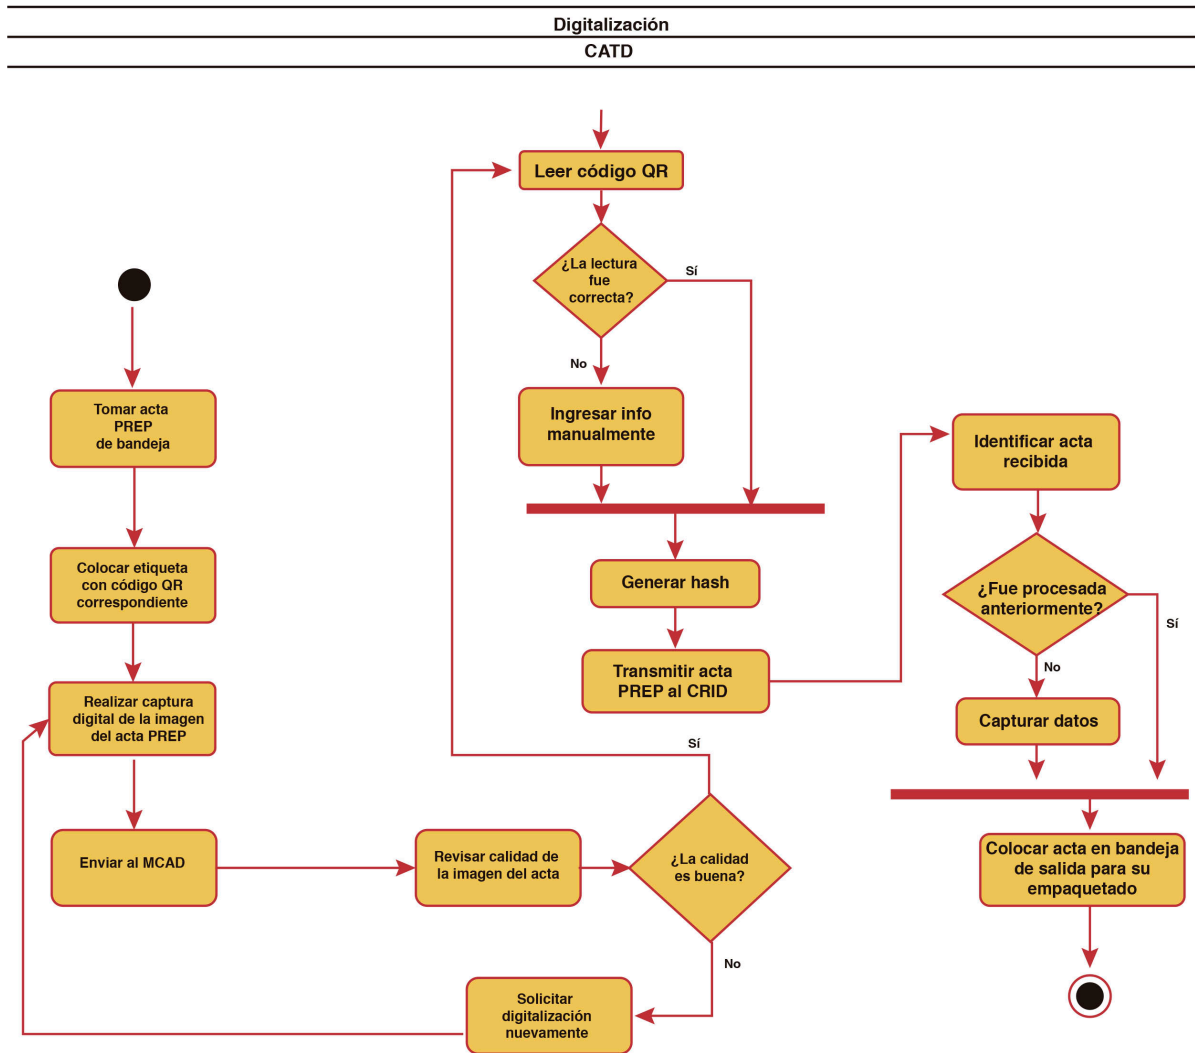 Digitalización
CATD
Tomar acta
PREP
de bandeja
Colocar etiqueta
con código QR
correspondiente
Realizar captura
digital de la imagen
del acta PREP
Enviar al MCAD
Revisar calidad de
la imagen del acta
¿La calidad
es buena?
No
Solicitar
digitalización
nuevamente
Sí
Leer código QR
¿La lectura
fue
correcta?
Sí
No
Ingresar info
manualmente
Generar hash
Transmitir acta
PREP al CRID
Identificar acta
recibida
¿Fue procesada
anteriormente?
Sí
No
Capturar datos
Colocar acta en bandeja
de salida para su
empaquetado